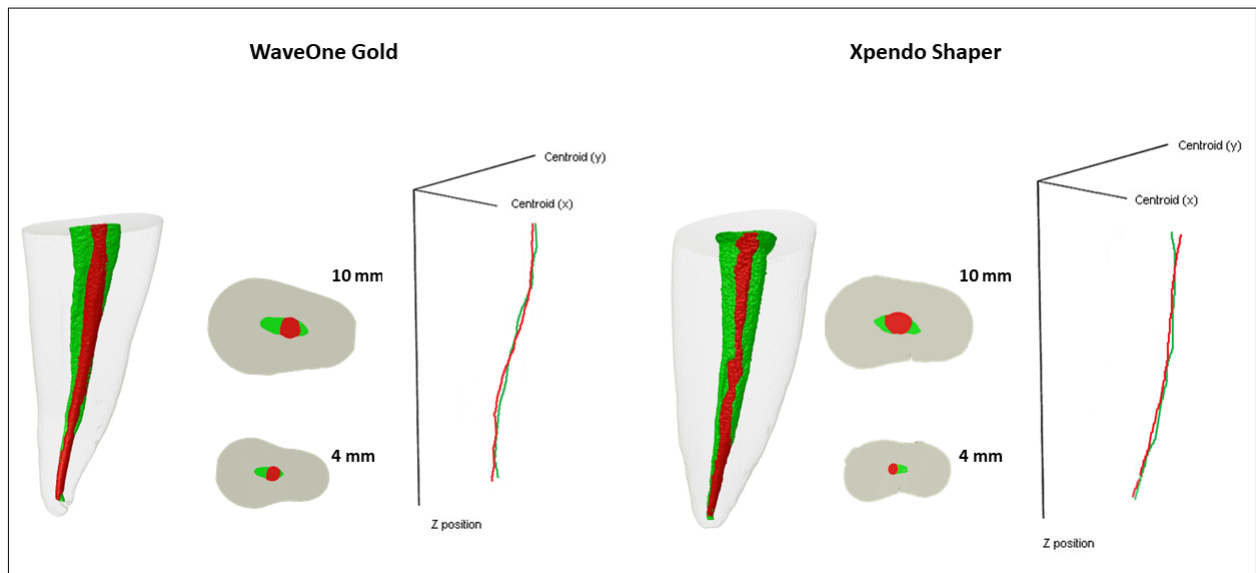 WaveOne Gold
Xpendo Shaper
Centroid (y)
Centroid (x)
10 mm
4 mm
Z position
Centroid (y)
Centroid (x)
10 mm
4 mm
Z position